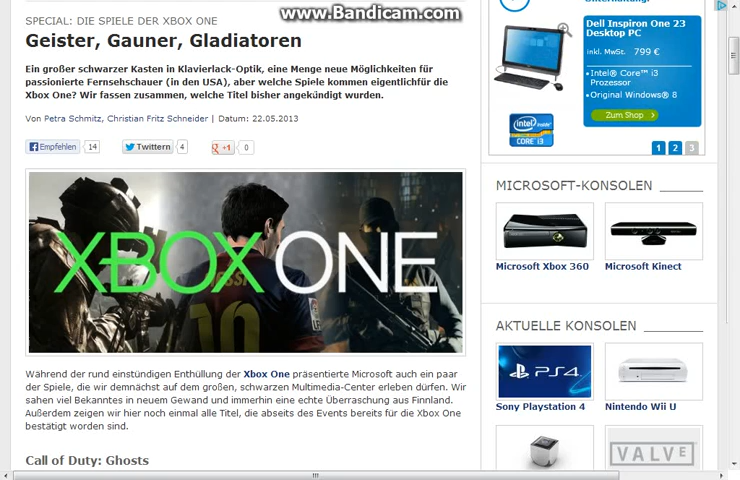 www.Bandicam.com
SPECIAL: DIE SPIELE DER XBOX ONE
Geister, Gauner, Gladiatoren
Ein großer schwarzer Kasten in Klavierlack-Optik, eine Menge neue Möglichkeiten für
passionierte Fernsehschauer (in den USA), aber welche Spiele kommen eigentlichfür die
Xbox One? Wir fassen zusammen, welche Titel bisher angekündigt wurden.
Von Petra Schmitz, Christian Fritz Schneider | Datum: 22.05.2013
Empfehlen 14 Twittern 4 +1 0
XBOX ONE
10
Während der rund einstündigen Enthüllung der Xbox One präsentierte Microsoft auch ein paar
der Spiele, die wir demnächst auf dem großen, schwarzen Multimedia-Center erleben dürfen. Wir
sahen viel Bekanntes in neuem Gewand und immerhin eine echte Überraschung aus Finnland.
Außerdem zeigen wir hier noch einmal alle Titel, die abseits des Events bereits für die Xbox One
bestätigt worden sind.
Call of Duty: Ghosts
Dell Inspiron One 23
Desktop PC
inkl. MwSt. 799 €
Intel® Core™ i3
Prozessor
Original Windows® 8
Zum Shop
intel inside
CORE i3
1 2 3
MICROSOFT-KONSOLEN
Microsoft Xbox 360 Microsoft Kinect
AKTUELLE KONSOLEN
PS4
Sony Playstation 4 Nintendo Wii U
VALVE